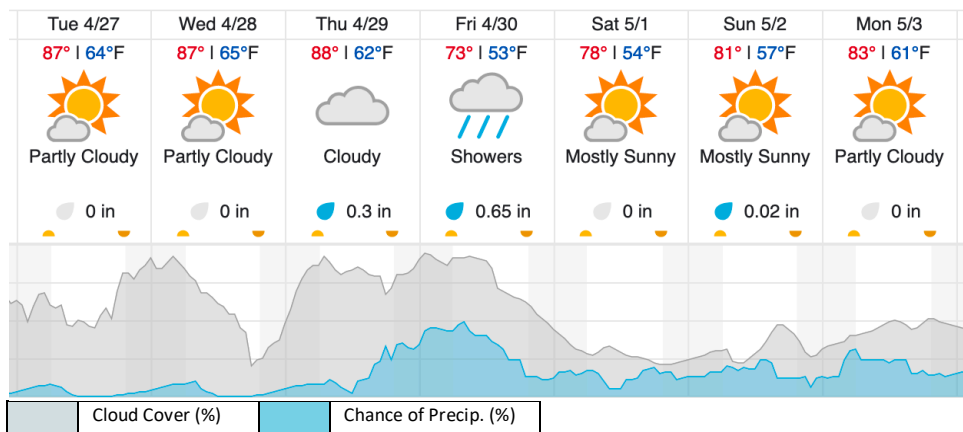 Tue 4/27 Wed 4/28 Thu 4/29 Fri 4/30 Sat 5/1 Sun 5/2 Mon 5/3
87° | 64°F 87° | 65°F 88° | 62°F 73° | 53°F 78° | 54°F 81° | 57°F 83° | 61°F
Partly Cloudy Partly Cloudy Cloudy Showers Mostly Sunny Mostly Sunny Partly Cloudy
0 in 0 in 0.3 in 0.65 in 0 in 0.02 in 0 in
Cloud Cover (%) Chance of Precip. (%)